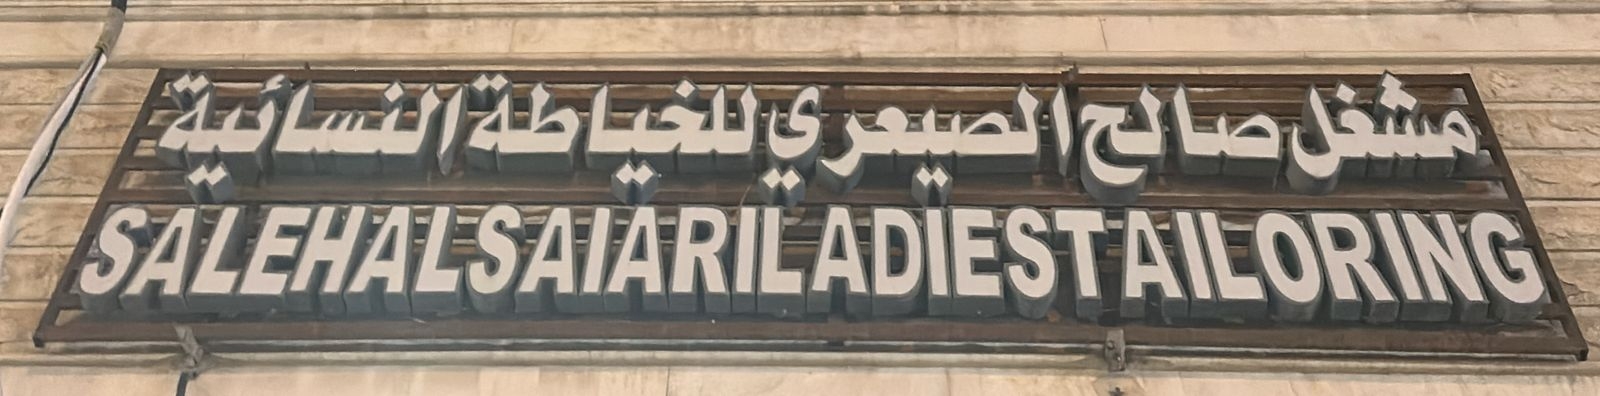 مشغل صالح الصيعري للخياطة النسائية
SALEHALSAIARILADIESTAILORING